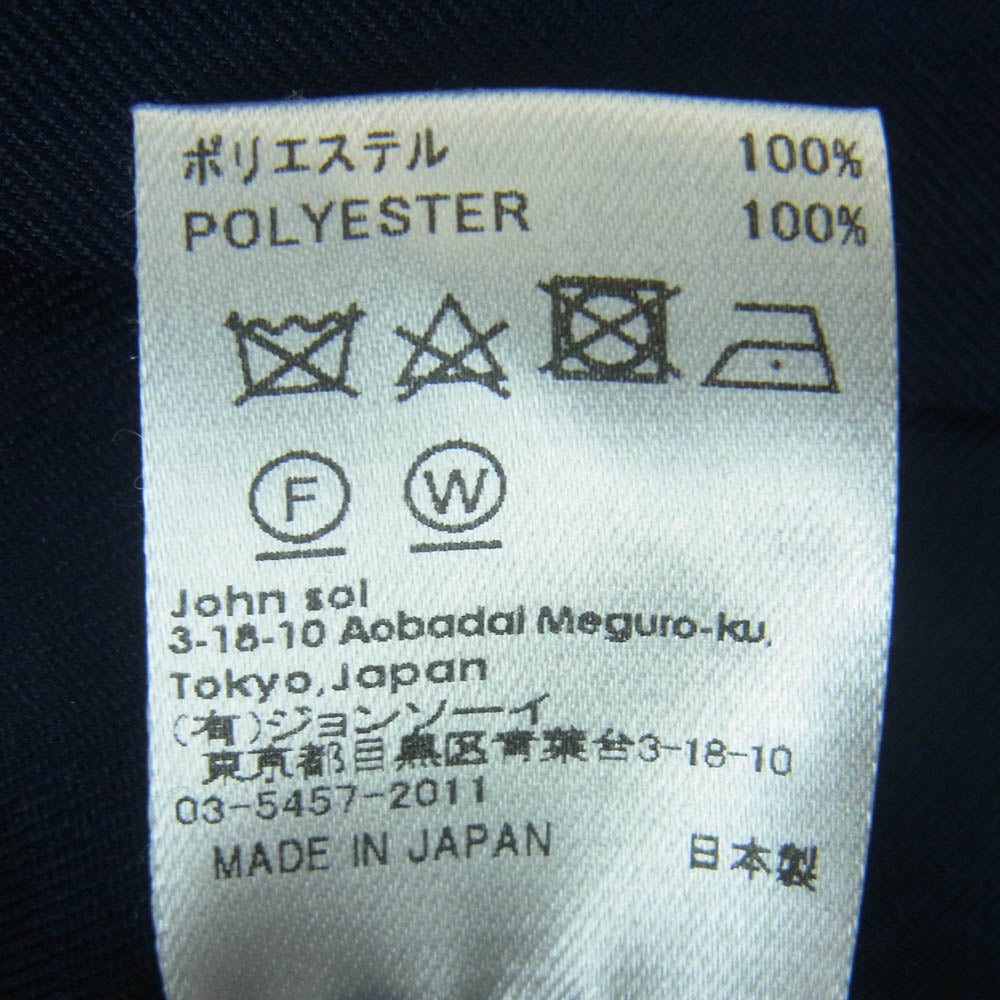 ポリエステル 100%
POLYESTER 100%
F W
John sol
3-18-10 Aobadai Meguro-ku,
Tokyo,Japan
(有)ジョンソーイ
東京都目黒区青葉台3-18-10
03-5457-2011
MADE IN JAPAN 日本製